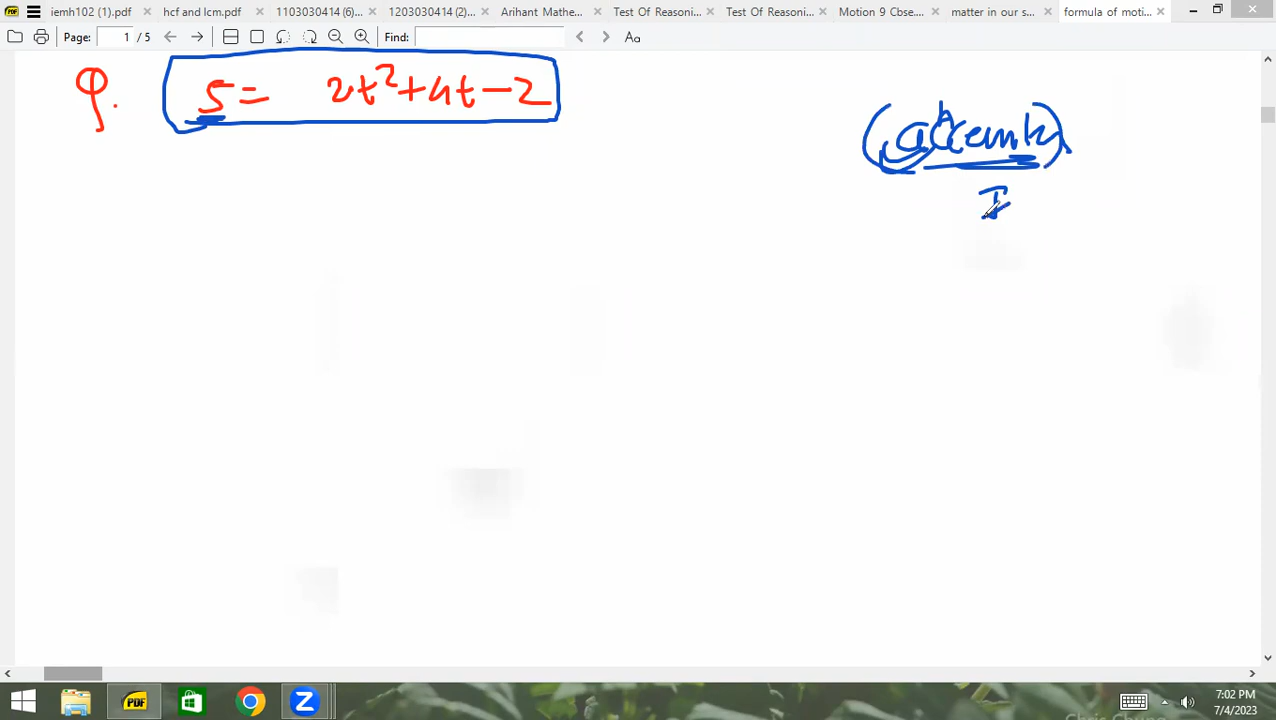 iemh102 (1).pdf hcf and lcm.pdf 1103030414 (6)... 1203030414 (2)... Arihant Mathe... Test Of Reasoni... Test Of Reasoni... Motion 9 Cbse... matter in our s... formula of moti...
Page: 1 / 5 Find: Aa
Q. S = 2t²+4t-2
I
PDF Z
7:02 PM
7/4/2023